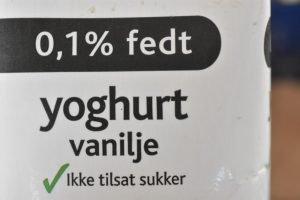 0,1% fedt
yoghurt
vanilje
Ikke tilsat sukker